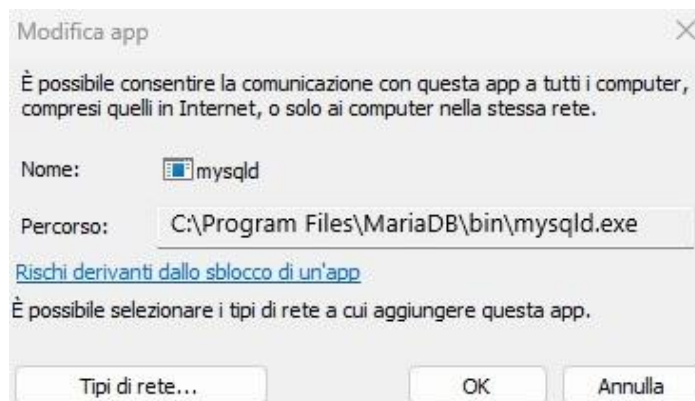 Modifica app
È possibile consentire la comunicazione con questa app a tutti i computer,
compresi quelli in Internet, o solo ai computer nella stessa rete.
Nome: mysqld
Percorso: C:\Program Files\MariaDB\bin\mysqld.exe
Rischi derivanti dallo sblocco di un'app
È possibile selezionare i tipi di rete a cui aggiungere questa app.
Tipi di rete... OK Annulla